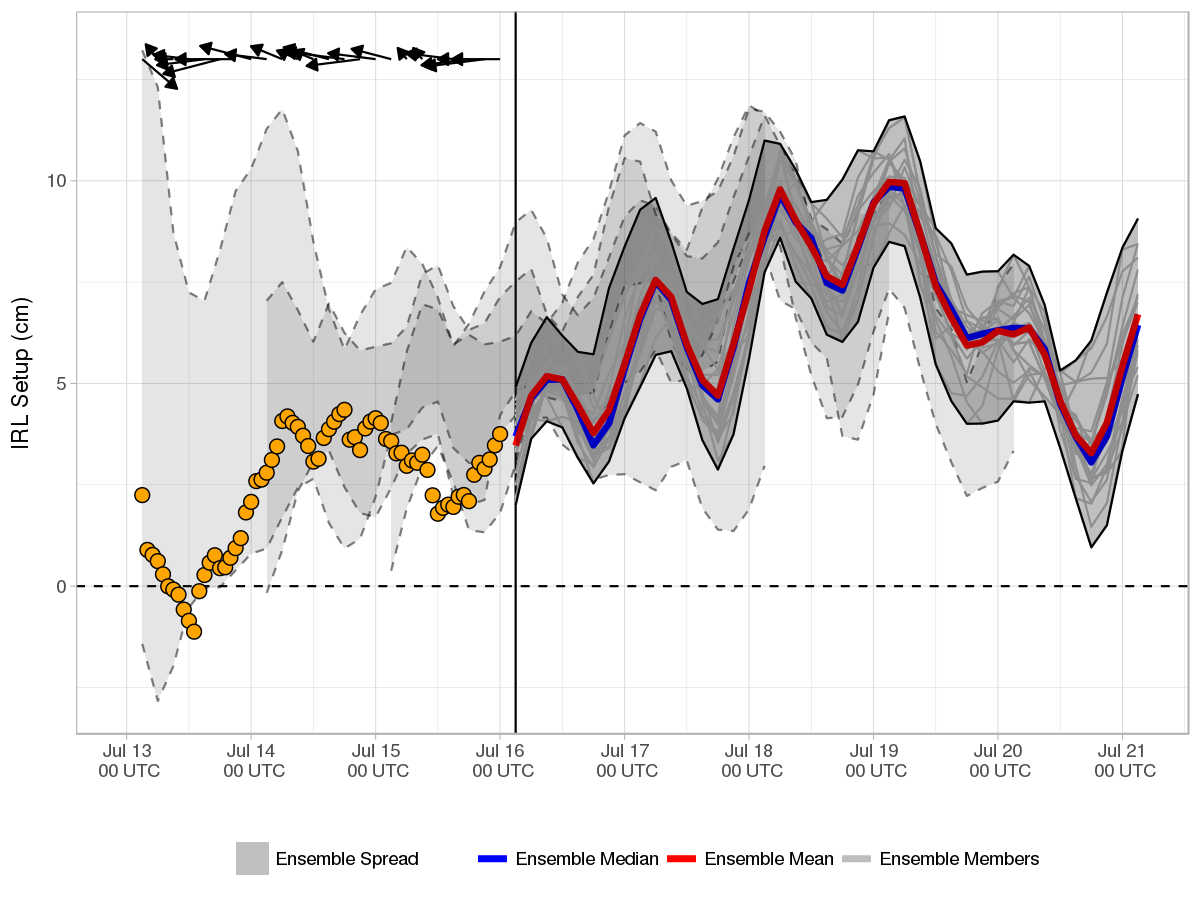 IRL Setup (cm)
10
5
0
Jul 13 Jul 14 Jul 15 Jul 16 Jul 17 Jul 18 Jul 19 Jul 20 Jul 21
00 UTC 00 UTC 00 UTC 00 UTC 00 UTC 00 UTC 00 UTC 00 UTC 00 UTC
Ensemble Spread Ensemble Median Ensemble Mean Ensemble Members